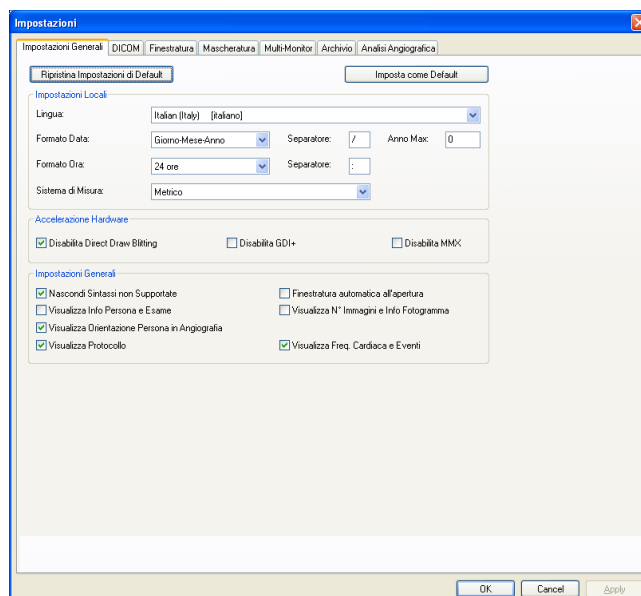 Impostazioni
Impostazioni Generali DICOM Finestratura Mascheratura Multi-Monitor Archivio Analisi Angiografica
Ripristina Impostazioni di Default Imposta come Default
Impostazioni Locali
Lingua: Italian (Italy) [italiano]
Formato Data: Giorno-Mese-Anno Separatore: / Anno Max: 0
Formato Ora: 24 ore Separatore: :
Sistema di Misura: Metrico
Accelerazione Hardware
Disabilita Direct Draw Blitting Disabilita GDI+ Disabilita MMX
Impostazioni Generali
Nascondi Sintassi non Supportate Finestratura automatica all'apertura
Visualizza Info Persona e Esame Visualizza N° Immagini e Info Fotogramma
Visualizza Orientazione Persona in Angiografia
Visualizza Protocollo Visualizza Freq. Cardiaca e Eventi
OK Cancel Apply